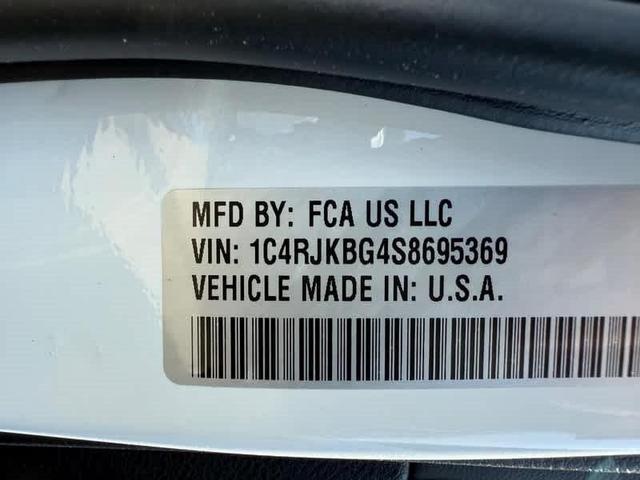 MFD BY: FCA US LLC
VIN: 1C4RJKBG4S8695369
VEHICLE MADE IN: U.S.A.